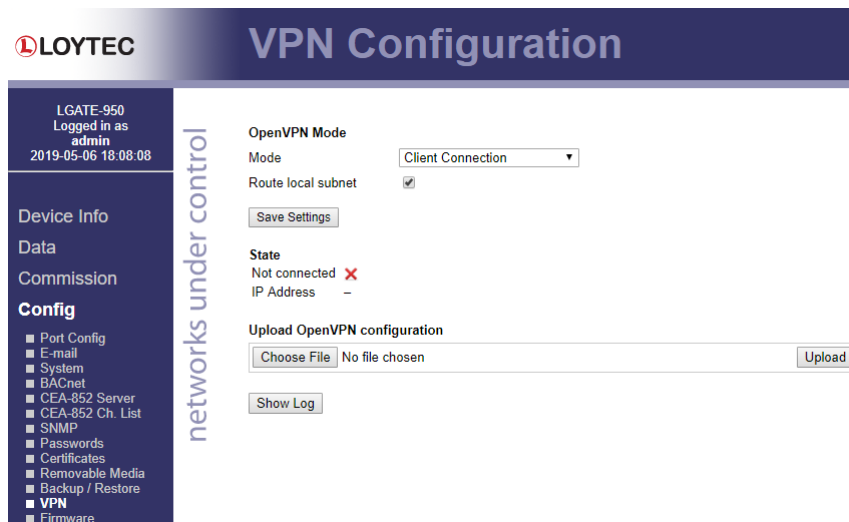 LOYTEC
VPN Configuration
LGATE-950
Logged in as
admin
2019-05-06 18:08:08
Device Info
Data
Commission
Config
Port Config
E-mail
System
BACnet
CEA-852 Server
CEA-852 Ch. List
SNMP
Passwords
Certificates
Removable Media
Backup / Restore
VPN
Firmware
networks under control
OpenVPN Mode
Mode Client Connection
Route local subnet
Save Settings
State
Not connected
IP Address –
Upload OpenVPN configuration
Choose File No file chosen Upload
Show Log